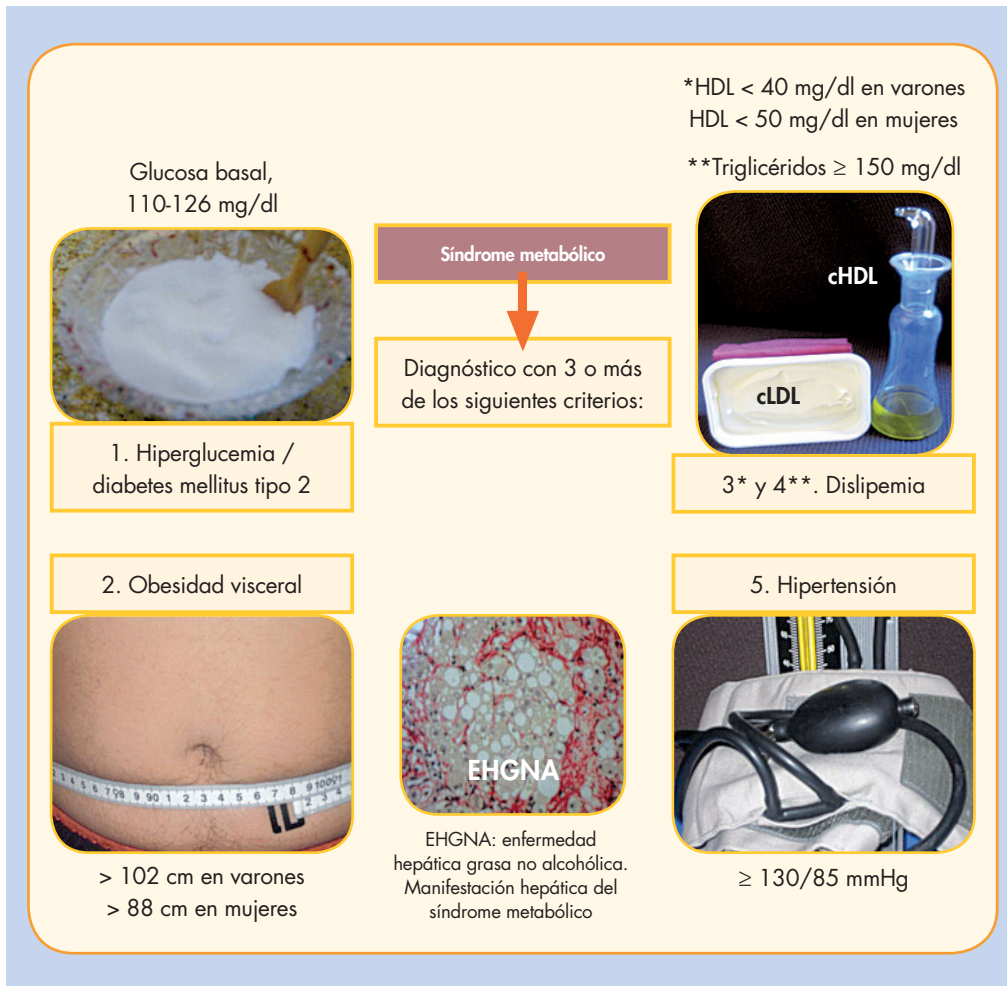 *HDL < 40 mg/dl en varones
HDL < 50 mg/dl en mujeres
**Triglicéridos ≥ 150 mg/dl
Glucosa basal,
110-126 mg/dl
Síndrome metabólico
Diagnóstico con 3 o más
de los siguientes criterios:
cHDL
cLDL
1. Hiperglucemia /
diabetes mellitus tipo 2
3* y 4**. Dislipemia
2. Obesidad visceral
5. Hipertensión
EHGNA
> 102 cm en varones
> 88 cm en mujeres
EHGNA: enfermedad
hepática grasa no alcohólica.
Manifestación hepática del
síndrome metabólico
≥ 130/85 mmHg